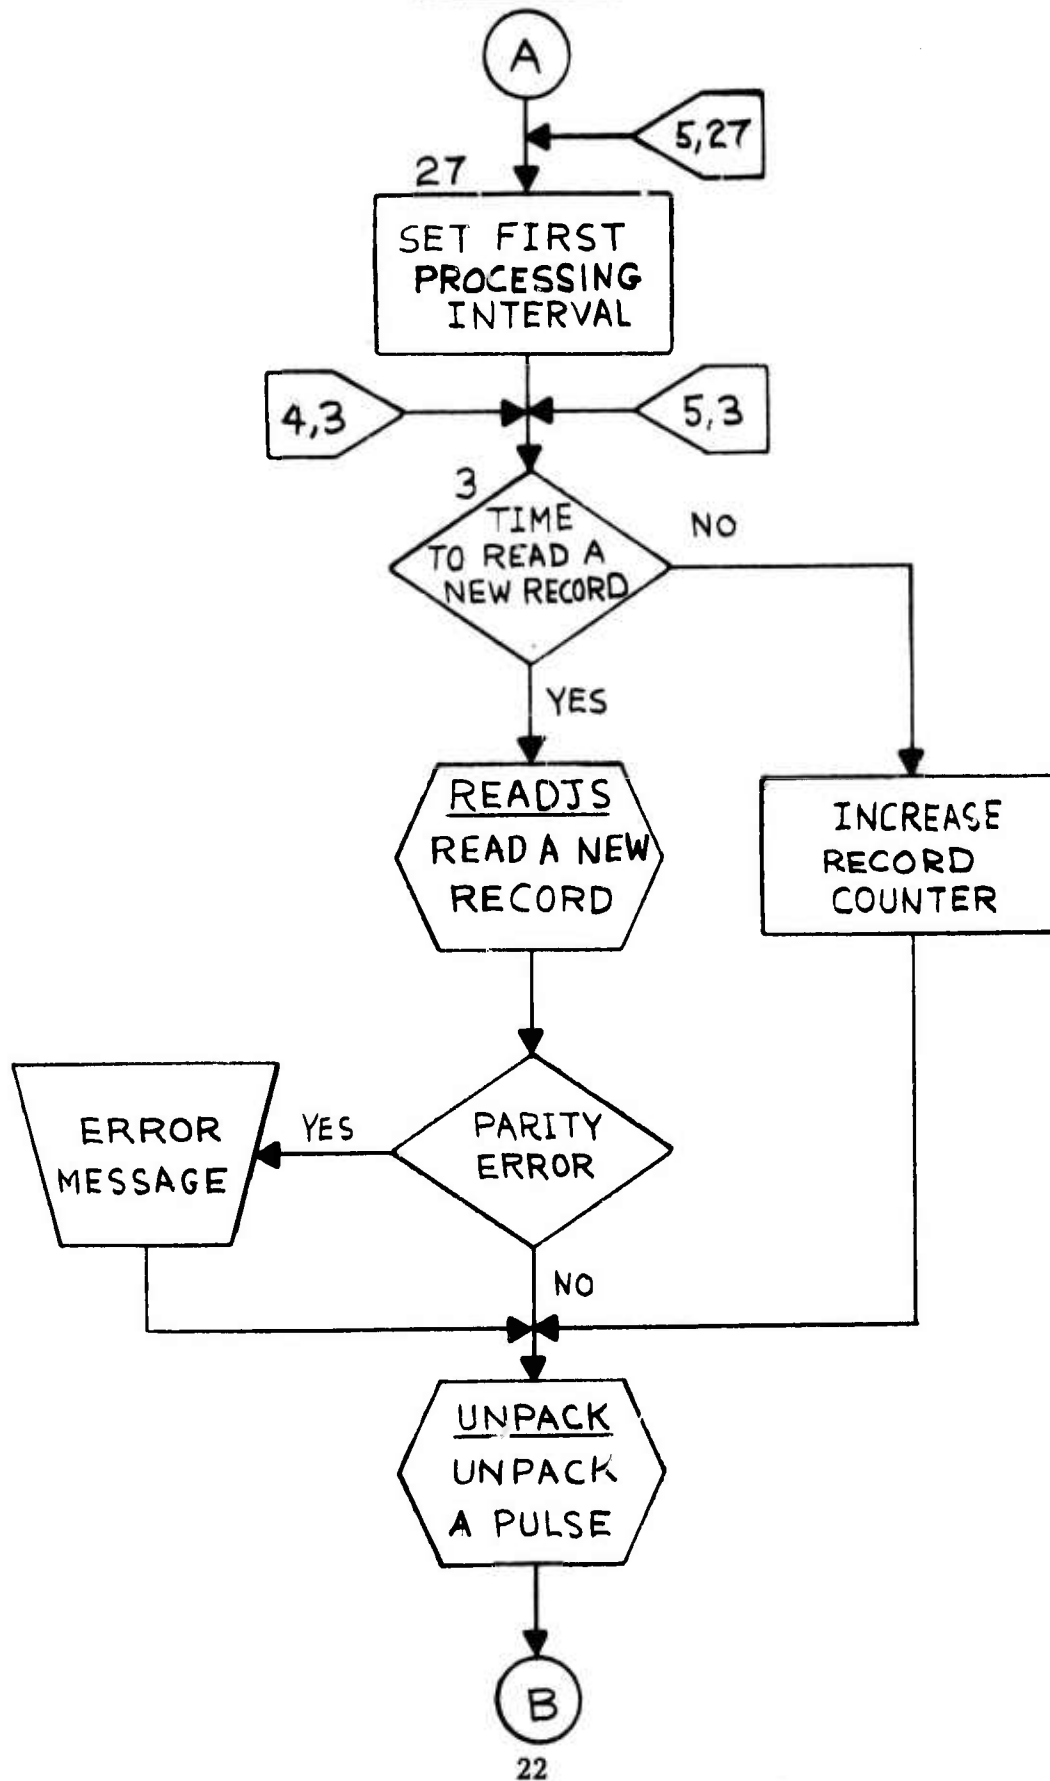 A
5,27
27
SET FIRST
PROCESSING
INTERVAL
4,3
5,3
3
TIME
TO READ A
NEW RECORD
NO
YES
READJS
READ A NEW
RECORD
INCREASE
RECORD
COUNTER
ERROR
MESSAGE
YES
PARITY
ERROR
NO
UNPACK
UNPACK
A PULSE
B
22